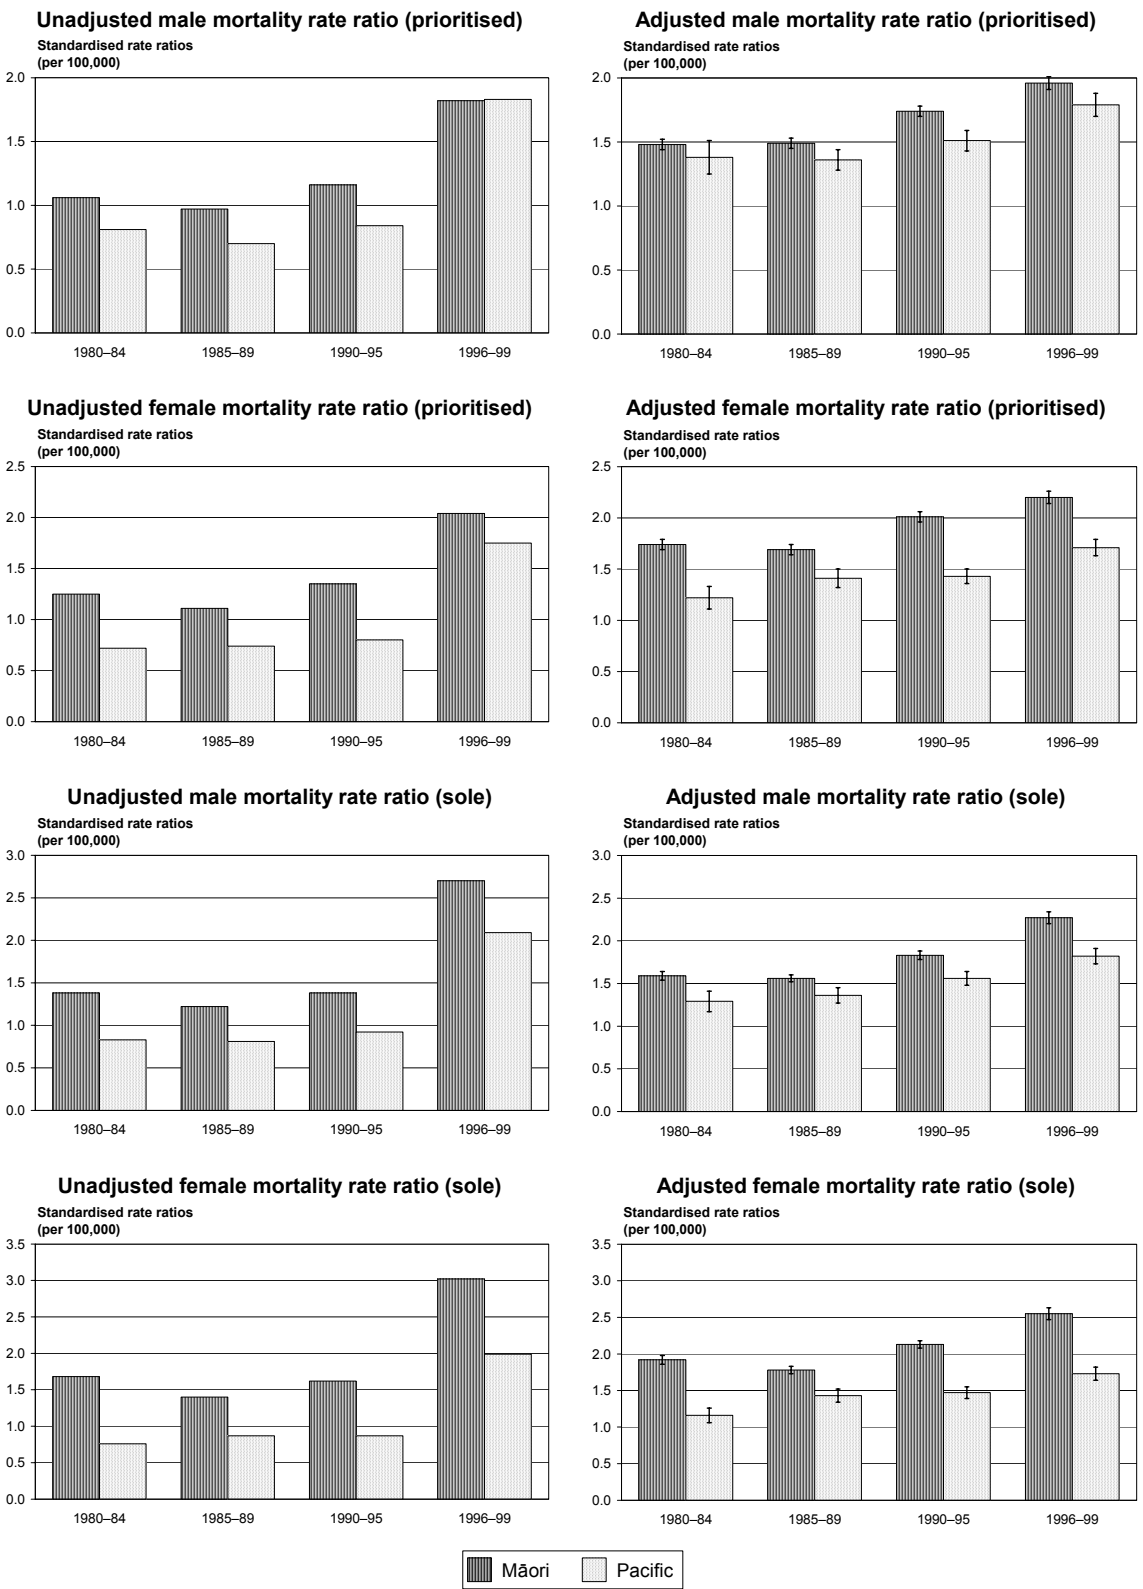 Unadjusted male mortality rate ratio (prioritised)
Standardised rate ratios
(per 100,000)
2.0
1.5
1.0
0.5
0.0
1980–84 1985–89 1990–95 1996–99
Adjusted male mortality rate ratio (prioritised)
Standardised rate ratios
(per 100,000)
2.0
1.5
1.0
0.5
0.0
1980–84 1985–89 1990–95 1996–99
Unadjusted female mortality rate ratio (prioritised)
Standardised rate ratios
(per 100,000)
2.5
2.0
1.5
1.0
0.5
0.0
1980–84 1985–89 1990–95 1996–99
Adjusted female mortality rate ratio (prioritised)
Standardised rate ratios
(per 100,000)
2.5
2.0
1.5
1.0
0.5
0.0
1980–84 1985–89 1990–95 1996–99
Unadjusted male mortality rate ratio (sole)
Standardised rate ratios
(per 100,000)
3.0
2.5
2.0
1.5
1.0
0.5
0.0
1980–84 1985–89 1990–95 1996–99
Adjusted male mortality rate ratio (sole)
Standardised rate ratios
(per 100,000)
3.0
2.5
2.0
1.5
1.0
0.5
0.0
1980–84 1985–89 1990–95 1996–99
Unadjusted female mortality rate ratio (sole)
Standardised rate ratios
(per 100,000)
3.5
3.0
2.5
2.0
1.5
1.0
0.5
0.0
1980–84 1985–89 1990–95 1996–99
Adjusted female mortality rate ratio (sole)
Standardised rate ratios
(per 100,000)
3.5
3.0
2.5
2.0
1.5
1.0
0.5
0.0
1980–84 1985–89 1990–95 1996–99
Māori Pacific